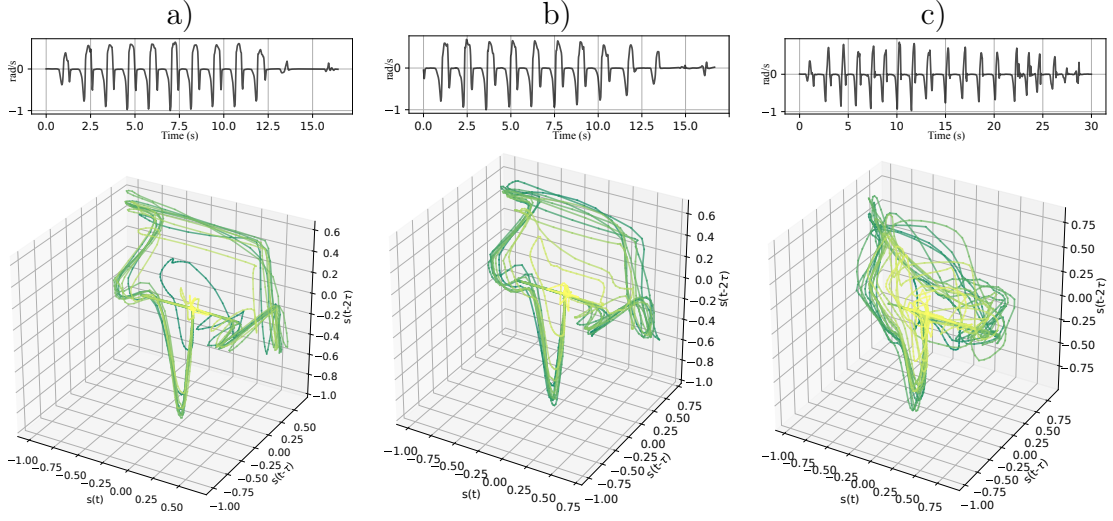 a)
b)
c)
rad/s
0
−1
0.0 2.5 5.0 7.5 10.0 12.5 15.0
Time (s)
rad/s
0
−1
0.0 2.5 5.0 7.5 10.0 12.5 15.0
Time (s)
rad/s
0
−1
0 5 10 15 20 25 30
Time (s)
0.6
0.4
0.2
0.0
−0.2
−0.4
−0.6
−0.8
−1.0
s(t-2τ)
−1.00 −0.75 −0.50 −0.25 0.00 0.25 0.50
s(t)
−1.00 −0.75 −0.50 −0.25 0.00 0.25 0.50
s(t-τ)
0.6
0.4
0.2
0.0
−0.2
−0.4
−0.6
−0.8
−1.0
s(t-2τ)
−1.00 −0.75 −0.50 −0.25 0.00 0.25 0.50 0.75
s(t)
−1.00 −0.75 −0.50 −0.25 0.00 0.25 0.50 0.75
s(t-τ)
0.75
0.50
0.25
0.00
−0.25
−0.50
−0.75
s(t-2τ)
−1.00 −0.75 −0.50 −0.25 0.00 0.25 0.50 0.75
s(t)
−1.00 −0.75 −0.50 −0.25 0.00 0.25 0.50 0.75
s(t-τ)